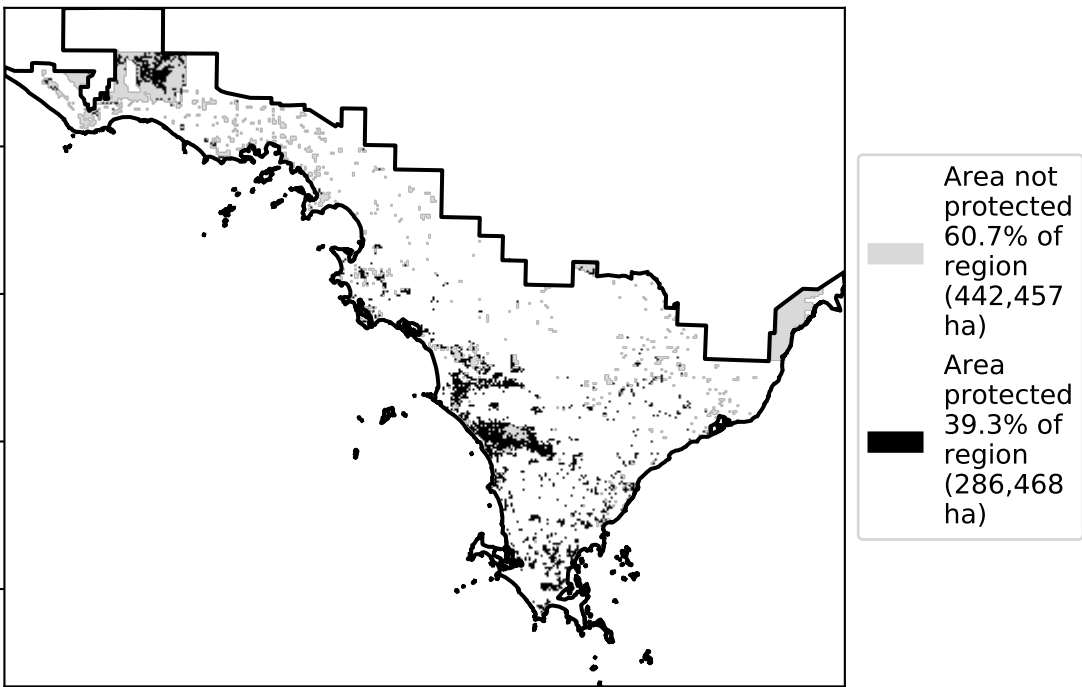 Area not
protected
60.7% of
region
(442,457
ha)
Area
protected
39.3% of
region
(286,468
ha)